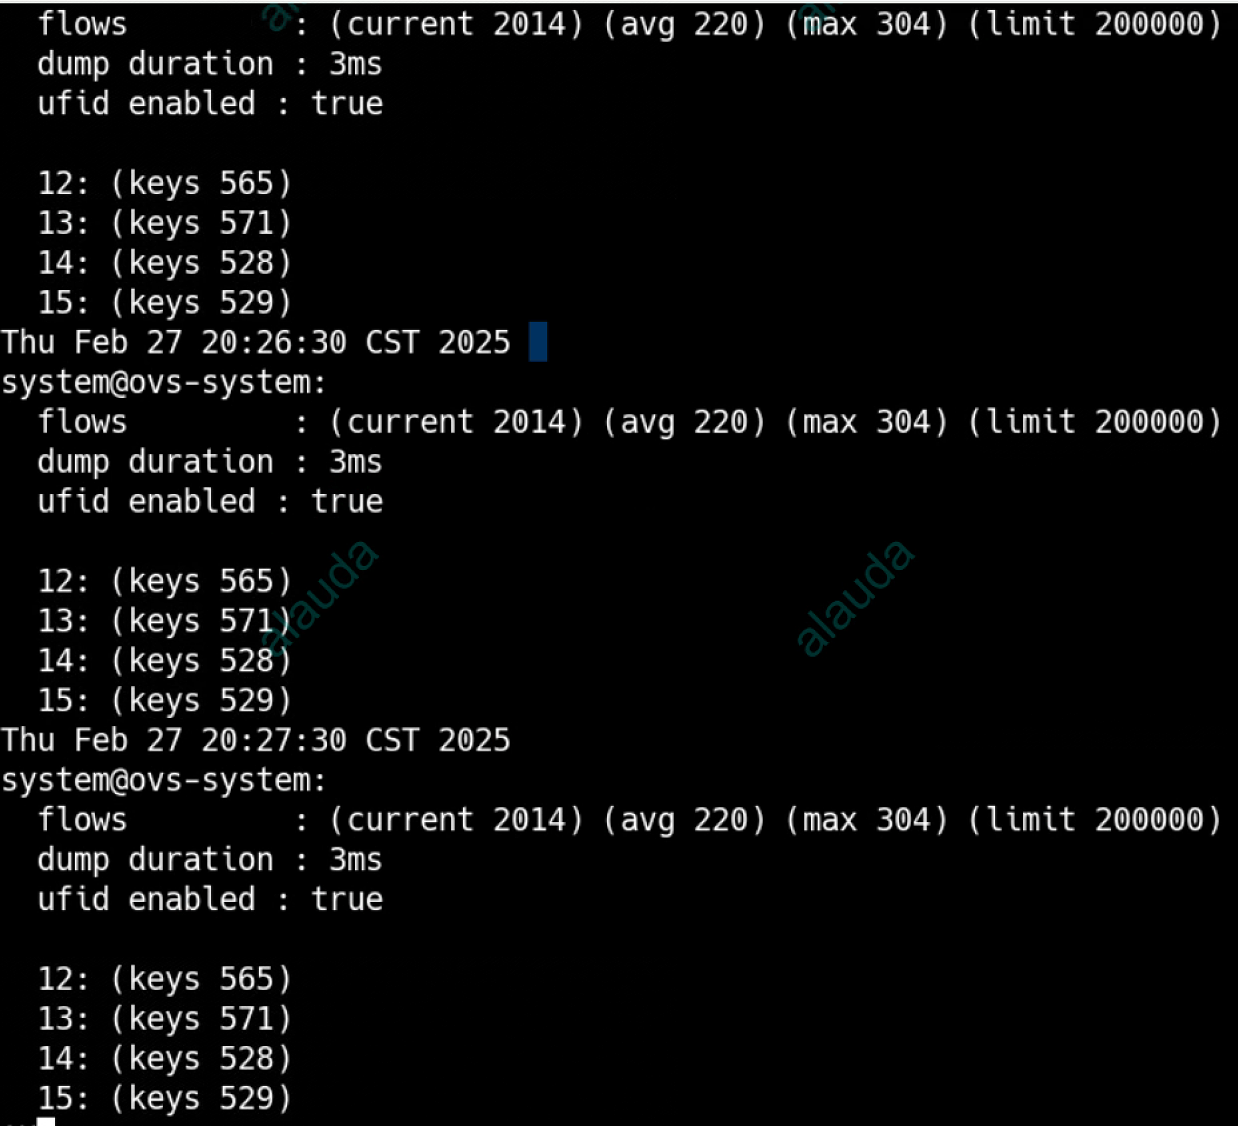 flows         : (current 2014) (avg 220) (max 304) (limit 200000)
  dump duration : 3ms
  ufid enabled : true

  12: (keys 565)
  13: (keys 571)
  14: (keys 528)
  15: (keys 529)
Thu Feb 27 20:26:30 CST 2025
system@ovs-system:
  flows         : (current 2014) (avg 220) (max 304) (limit 200000)
  dump duration : 3ms
  ufid enabled : true

  12: (keys 565)
  13: (keys 571)
  14: (keys 528)
  15: (keys 529)
alauda
alauda
Thu Feb 27 20:27:30 CST 2025
system@ovs-system:
  flows         : (current 2014) (avg 220) (max 304) (limit 200000)
  dump duration : 3ms
  ufid enabled : true

  12: (keys 565)
  13: (keys 571)
  14: (keys 528)
  15: (keys 529)